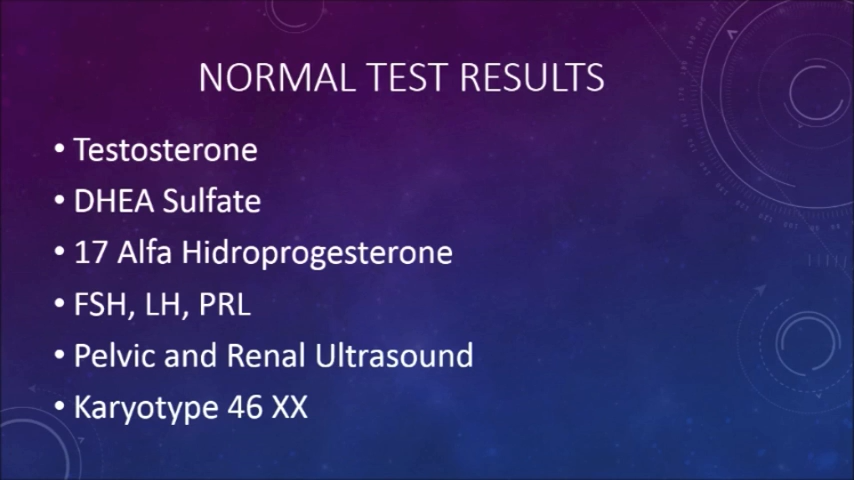 NORMAL TEST RESULTS
• Testosterone
• DHEA Sulfate
• 17 Alfa Hidroprogesterone
• FSH, LH, PRL
• Pelvic and Renal Ultrasound
• Karyotype 46 XX